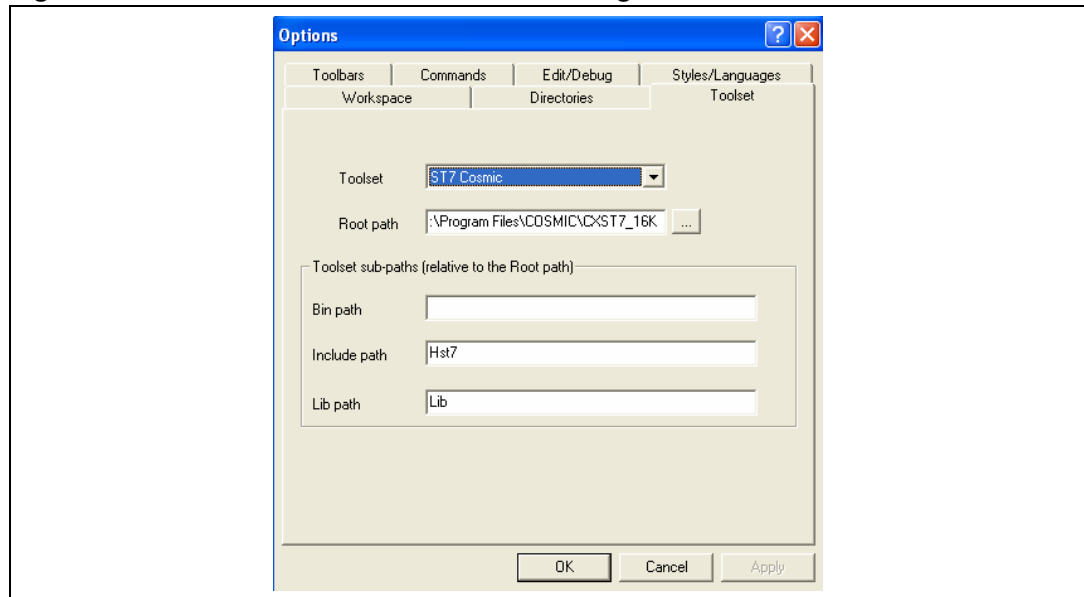 Options
Toolbars Commands Edit/Debug Styles/Languages
Workspace Directories Toolset
Toolset ST7 Cosmic
Root path :\Program Files\COSMIC\CXST7_16K ...
Toolset sub-paths (relative to the Root path)
Bin path
Include path Hst7
Lib path Lib
OK Cancel Apply